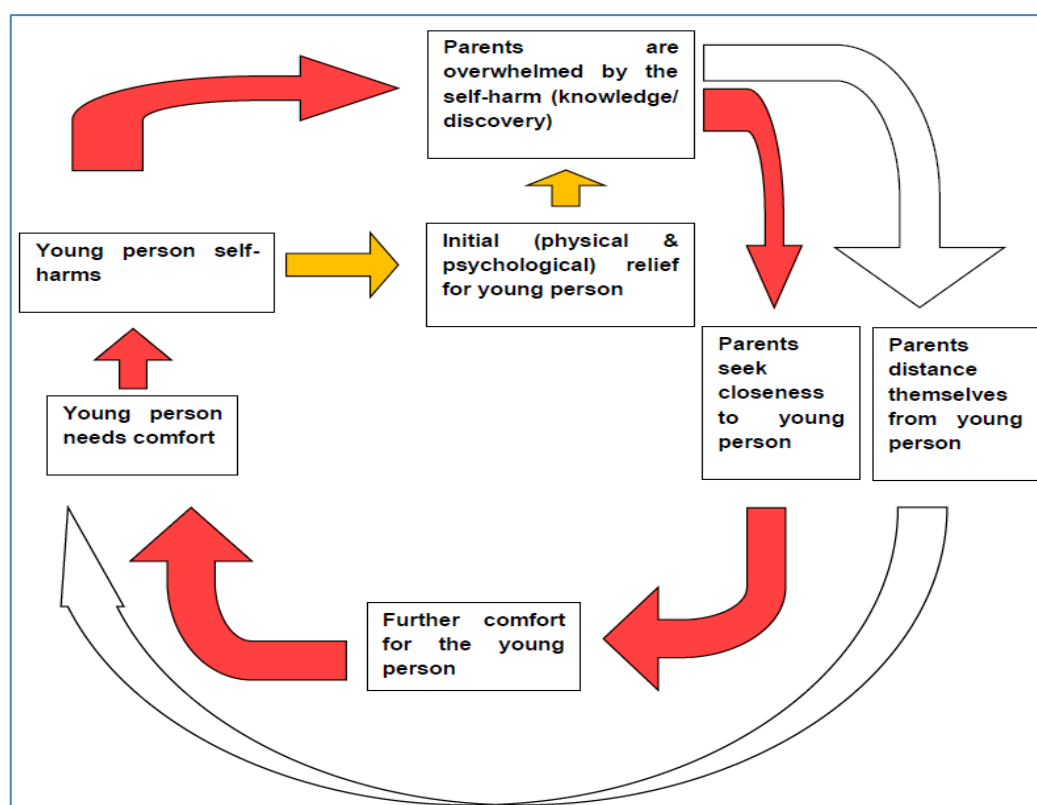 Parents are
overwhelmed by the
self-harm (knowledge/
discovery)
Young person self-
harms
Initial (physical &
psychological) relief
for young person
Parents
seek
closeness
to young
person
Parents
distance
themselves
from young
person
Young person
needs comfort
Further comfort
for the young
person